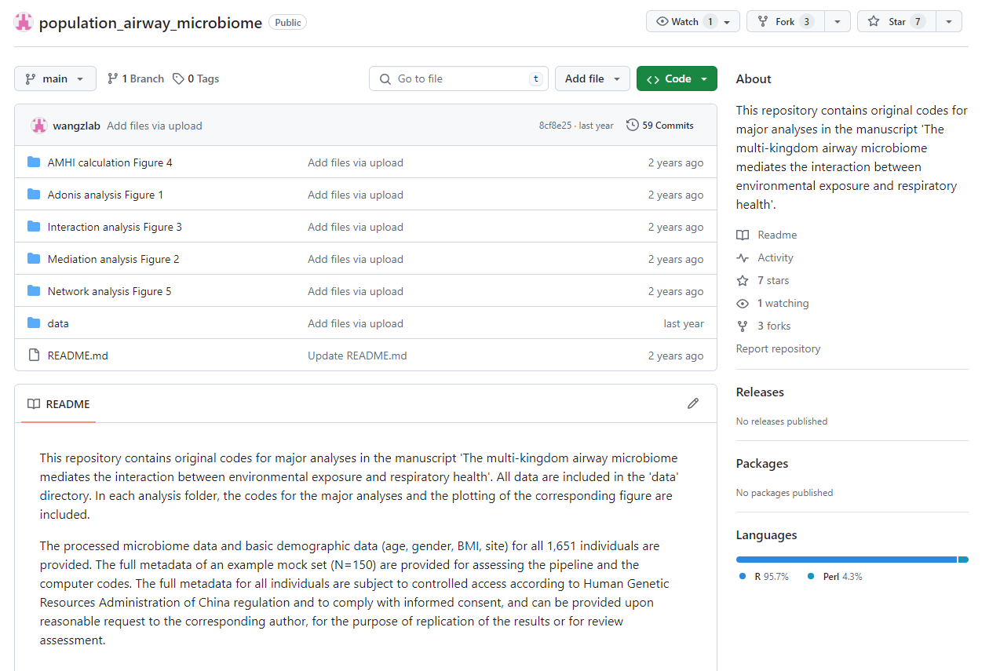 population_airway_microbiome Public
Watch 1
Fork 3
Star 7
main
1 Branch
0 Tags
Go to file
t
Add file
Code
wangzlab Add files via upload
8cf8e25 · last year
59 Commits
AMHI calculation Figure 4 Add files via upload 2 years ago
Adonis analysis Figure 1 Add files via upload 2 years ago
Interaction analysis Figure 3 Add files via upload 2 years ago
Mediation analysis Figure 2 Add files via upload 2 years ago
Network analysis Figure 5 Add files via upload 2 years ago
data Add files via upload last year
README.md Update README.md 2 years ago
README
This repository contains original codes for major analyses in the manuscript 'The multi-kingdom airway microbiome
mediates the interaction between environmental exposure and respiratory health'. All data are included in the 'data'
directory. In each analysis folder, the codes for the major analyses and the plotting of the corresponding figure are
included.
The processed microbiome data and basic demographic data (age, gender, BMI, site) for all 1,651 individuals are
provided. The full metadata of an example mock set (N=150) are provided for assessing the pipeline and the
computer codes. The full metadata for all individuals are subject to controlled access according to Human Genetic
Resources Administration of China regulation and to comply with informed consent, and can be provided upon
reasonable request to the corresponding author, for the purpose of replication of the results or for review
assessment.
About
This repository contains original codes for
major analyses in the manuscript 'The
multi-kingdom airway microbiome
mediates the interaction between
environmental exposure and respiratory
health'.
Readme
Activity
7 stars
1 watching
3 forks
Report repository
Releases
No releases published
Packages
No packages published
Languages
R 95.7%
Perl 4.3%